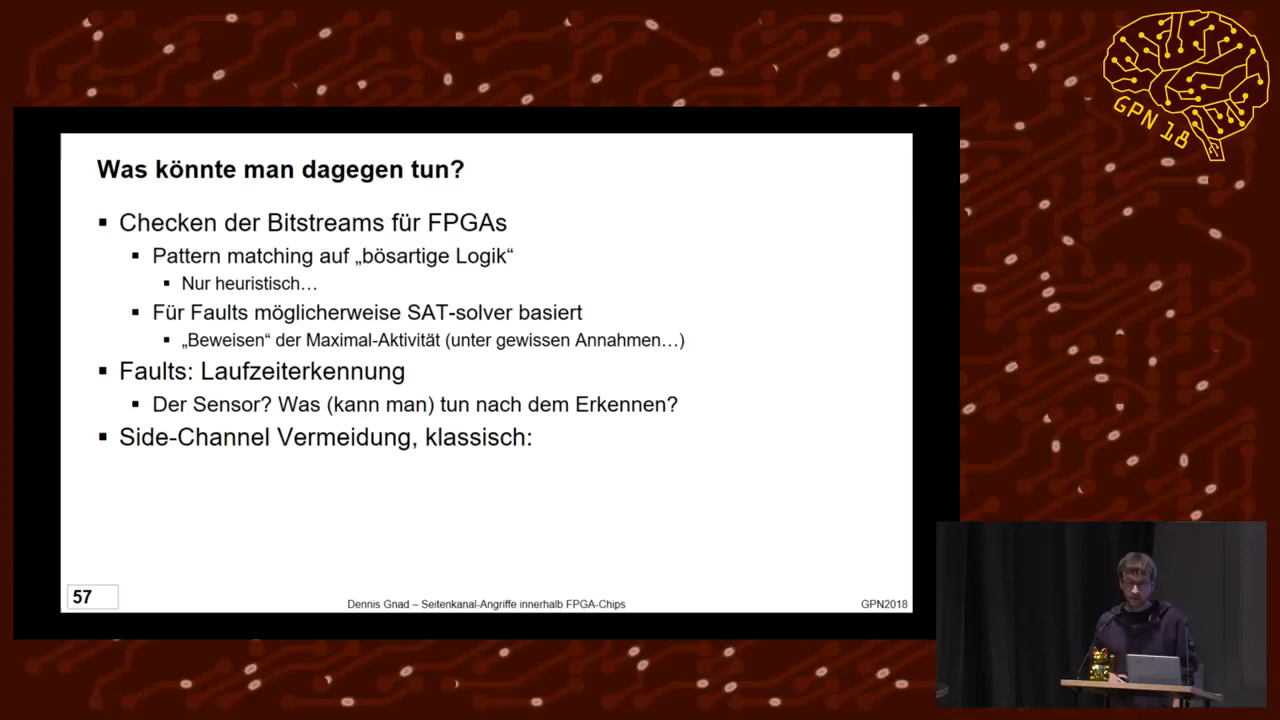 GPN 18
Was könnte man dagegen tun?
Checken der Bitstreams für FPGAs
Pattern matching auf „bösartige Logik“
Nur heuristisch…
Für Faults möglicherweise SAT-solver basiert
„Beweisen“ der Maximal-Aktivität (unter gewissen Annahmen…)
Faults: Laufzeiterkennung
Der Sensor? Was (kann man) tun nach dem Erkennen?
Side-Channel Vermeidung, klassisch:
57
Dennis Gnad – Seitenkanal-Angriffe innerhalb FPGA-Chips
GPN2018